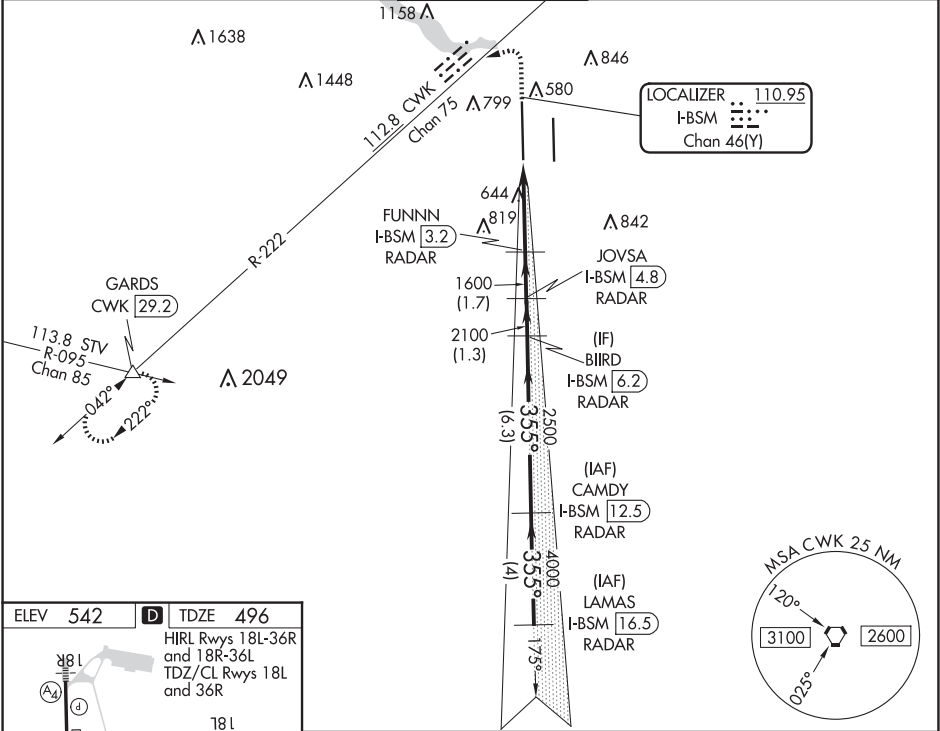 1158
1638
1448
846
580
799
112.8 CWK
Chan 75
LOCALIZER 110.95
I-BSM
Chan 46(Y)
644
819
842
FUNNN
I-BSM 3.2
RADAR
JOVSA
I-BSM 4.8
RADAR
R-222
1600
(1.7)
GARDS
CWK 29.2
2100
(1.3)
(IF)
BIIRD
I-BSM 6.2
RADAR
113.8 STV
R-095
Chan 85
2049
042°
222°
355°
2500
(6.3)
(IAF)
CAMDY
I-BSM 12.5
RADAR
355°
4000
(4)
(IAF)
LAMAS
I-BSM 16.5
RADAR
175°
MSA CWK 25 NM
120°
3100
2600
025°
ELEV 542 D TDZE 496
HIRL Rwys 18L-36R
and 18R-36L
TDZ/CL Rwys 18L
and 36R
18R
A4
P
18L